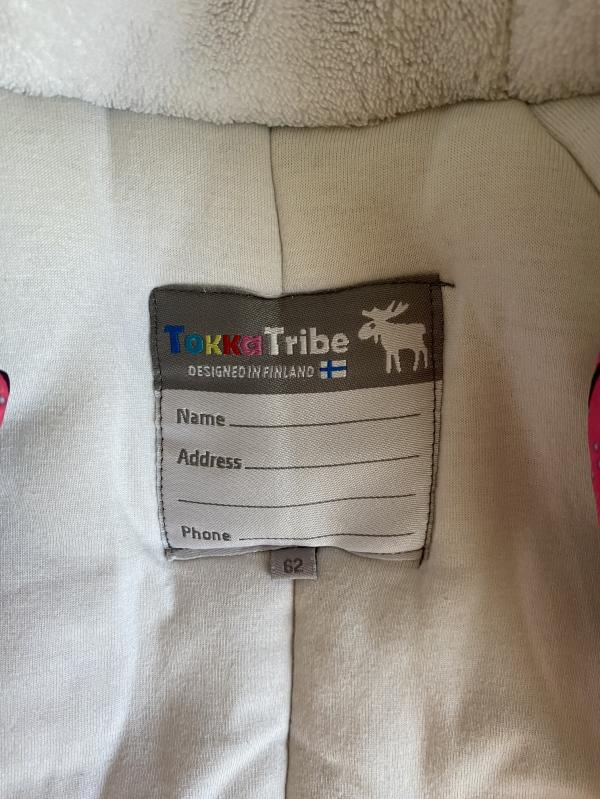 TokkaTribe
DESIGNED IN FINLAND
Name
Address
Phone
62